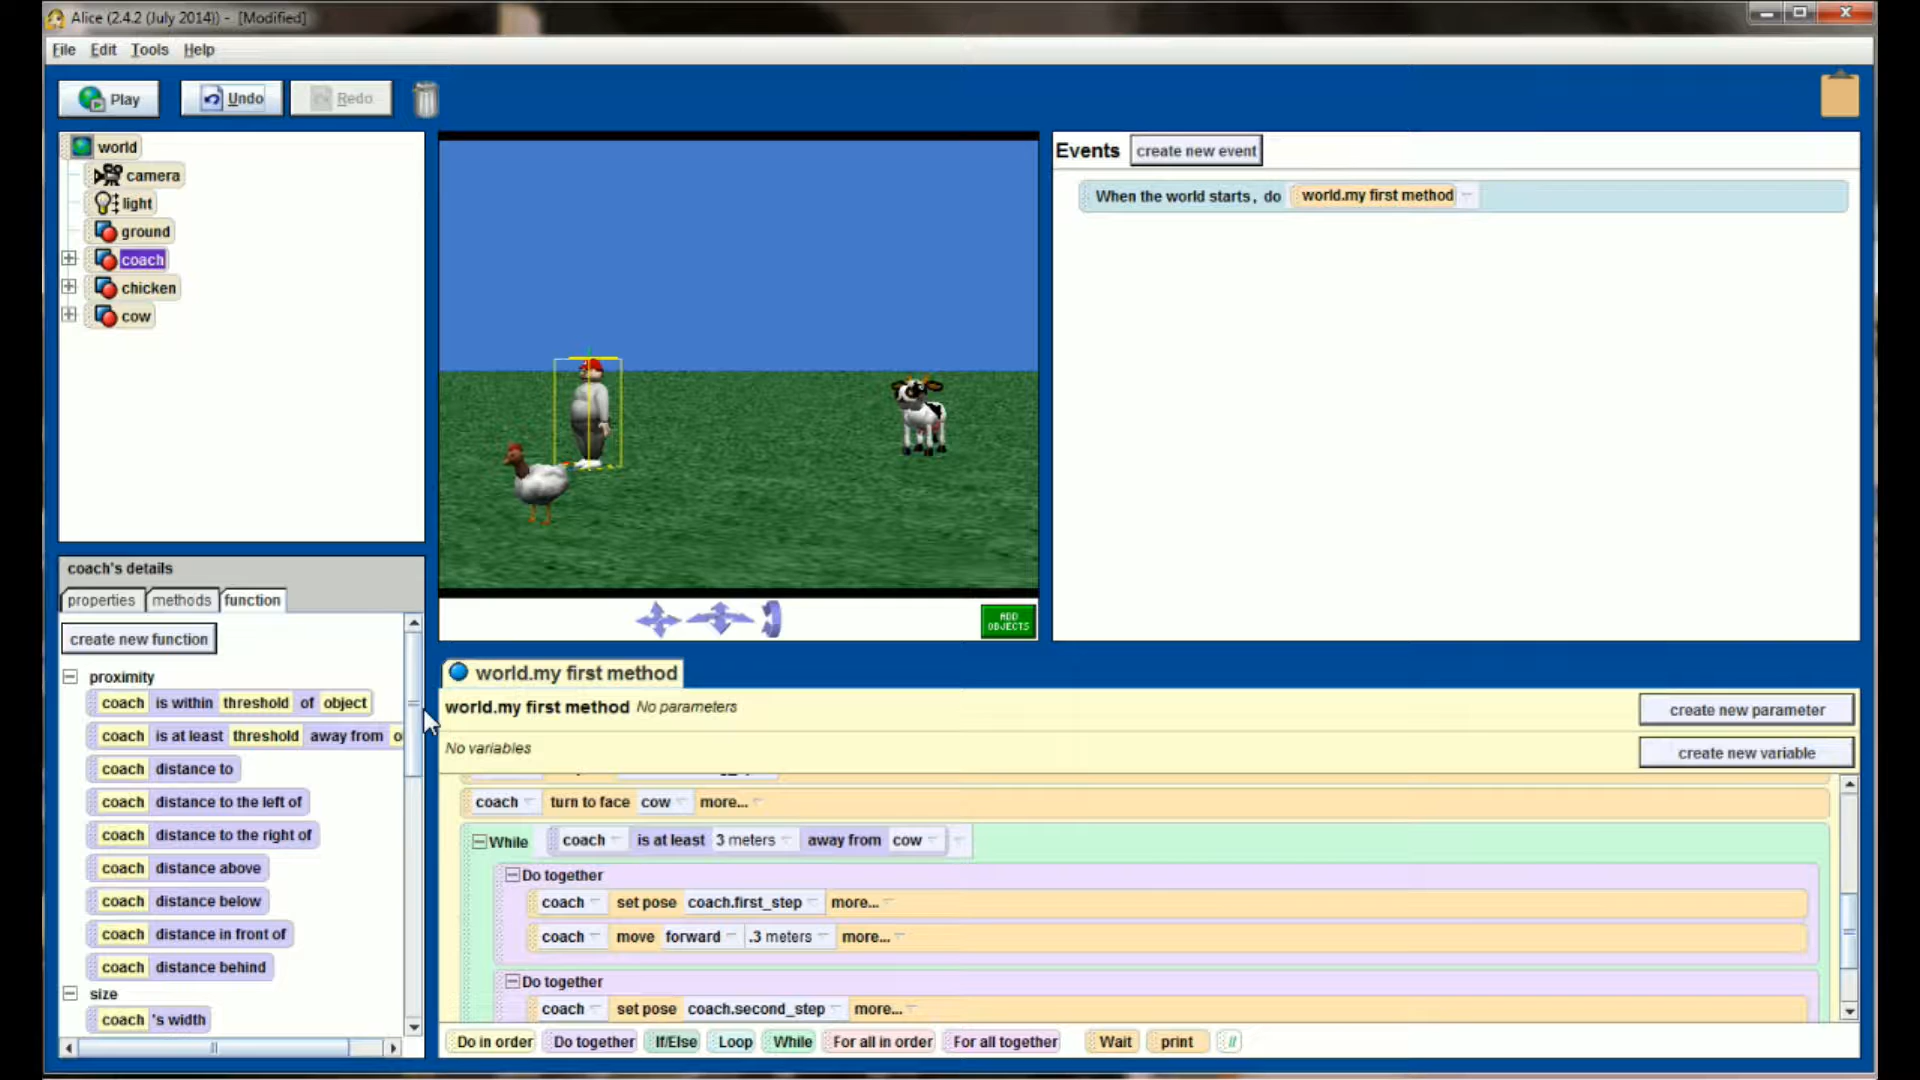 Alice (2.4.2 (July 2014)) - [Modified]
File Edit Tools Help
Play Undo Redo
world
camera
light
ground
coach
chicken
cow
Events create new event
When the world starts, do world.my first method
ADD OBJECTS
coach's details
properties methods function
create new function
proximity
coach is within threshold of object
coach is at least threshold away from o
coach distance to
coach distance to the left of
coach distance to the right of
coach distance above
coach distance below
coach distance in front of
coach distance behind
size
coach 's width
world.my first method
world.my first method No parameters
create new parameter
No variables
create new variable
coach turn to face cow more...
While coach is at least 3 meters away from cow
Do together
coach set pose coach.first_step more...
coach move forward .3 meters more...
Do together
coach set pose coach.second_step more...
Do in order Do together If/Else Loop While For all in order For all together Wait print //